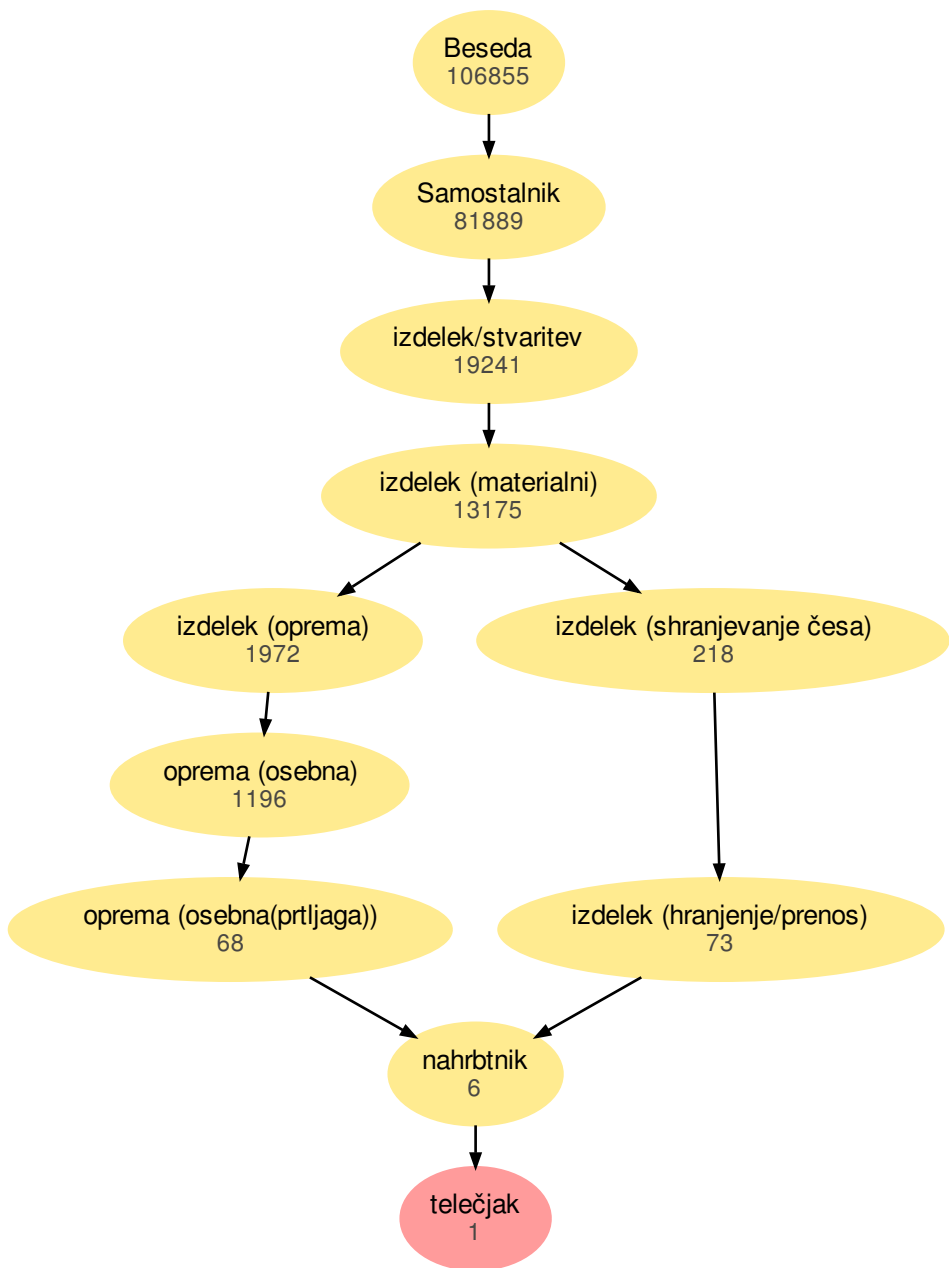 Beseda
106855
Samostalnik
81889
izdelek/stvaritev
19241
izdelek (materialni)
13175
izdelek (oprema)
1972
izdelek (shranjevanje česa)
218
oprema (osebna)
1196
oprema (osebna(prtljaga))
68
izdelek (hranjenje/prenos)
73
nahrbtnik
6
telečjak
1